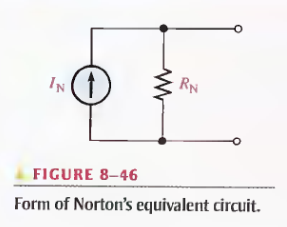 I_N
R_N
FIGURE 8–46
Form of Norton's equivalent circuit.